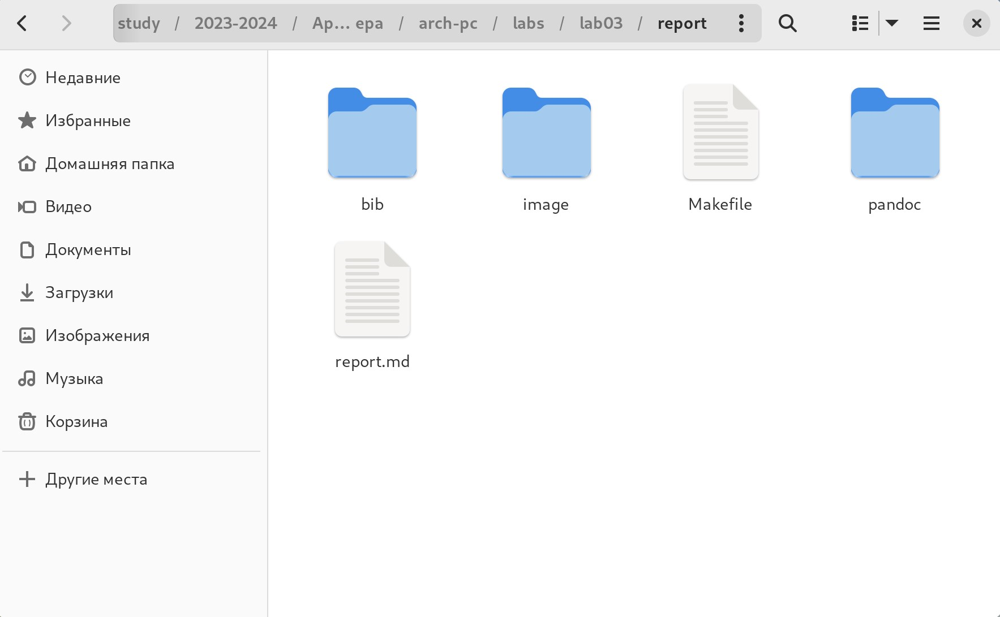 study / 2023-2024 / Ар... ера / arch-pc / labs / lab03 / report
Недавние
Избранные
Домашняя папка
Видео
Документы
Загрузки
Изображения
Музыка
Корзина
Другие места
bib image Makefile pandoc
report.md